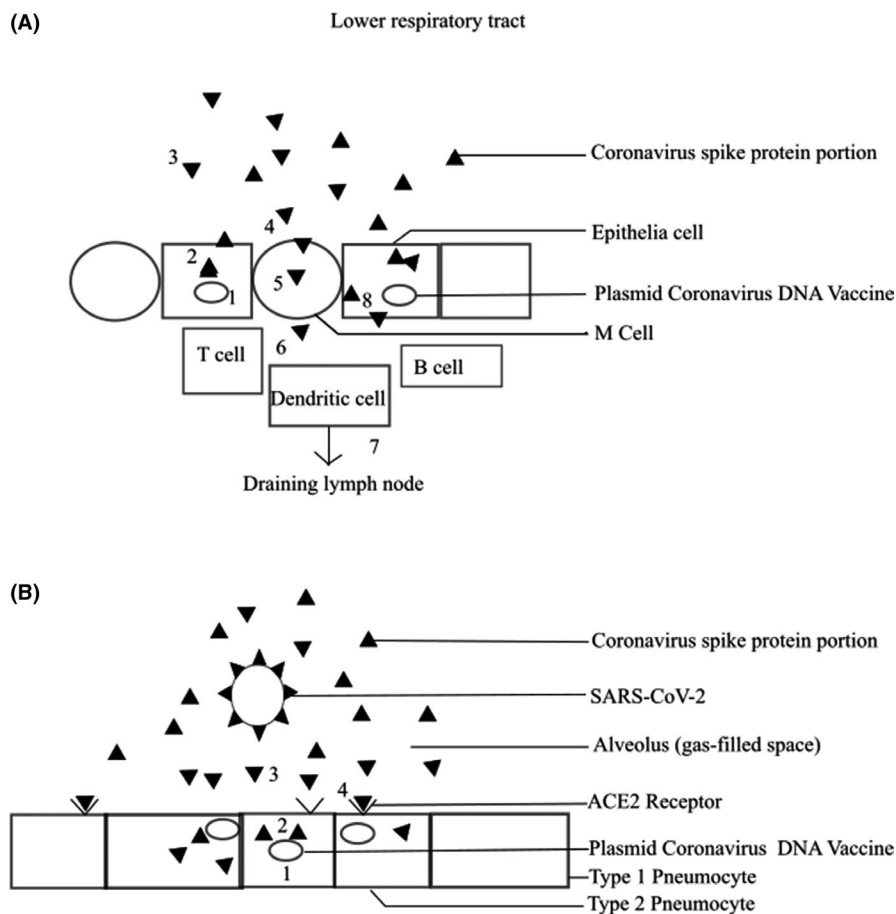 (A)
Lower respiratory tract
3
Coronavirus spike protein portion
4
Epithelia cell
2
5
1
8
Plasmid Coronavirus DNA Vaccine
M Cell
6
T cell
B cell
Dendritic cell
7
Draining lymph node
(B)
Coronavirus spike protein portion
SARS-CoV-2
Alveolus (gas-filled space)
3
4
ACE2 Receptor
2
Plasmid Coronavirus  DNA Vaccine
1
Type 1 Pneumocyte
Type 2 Pneumocyte